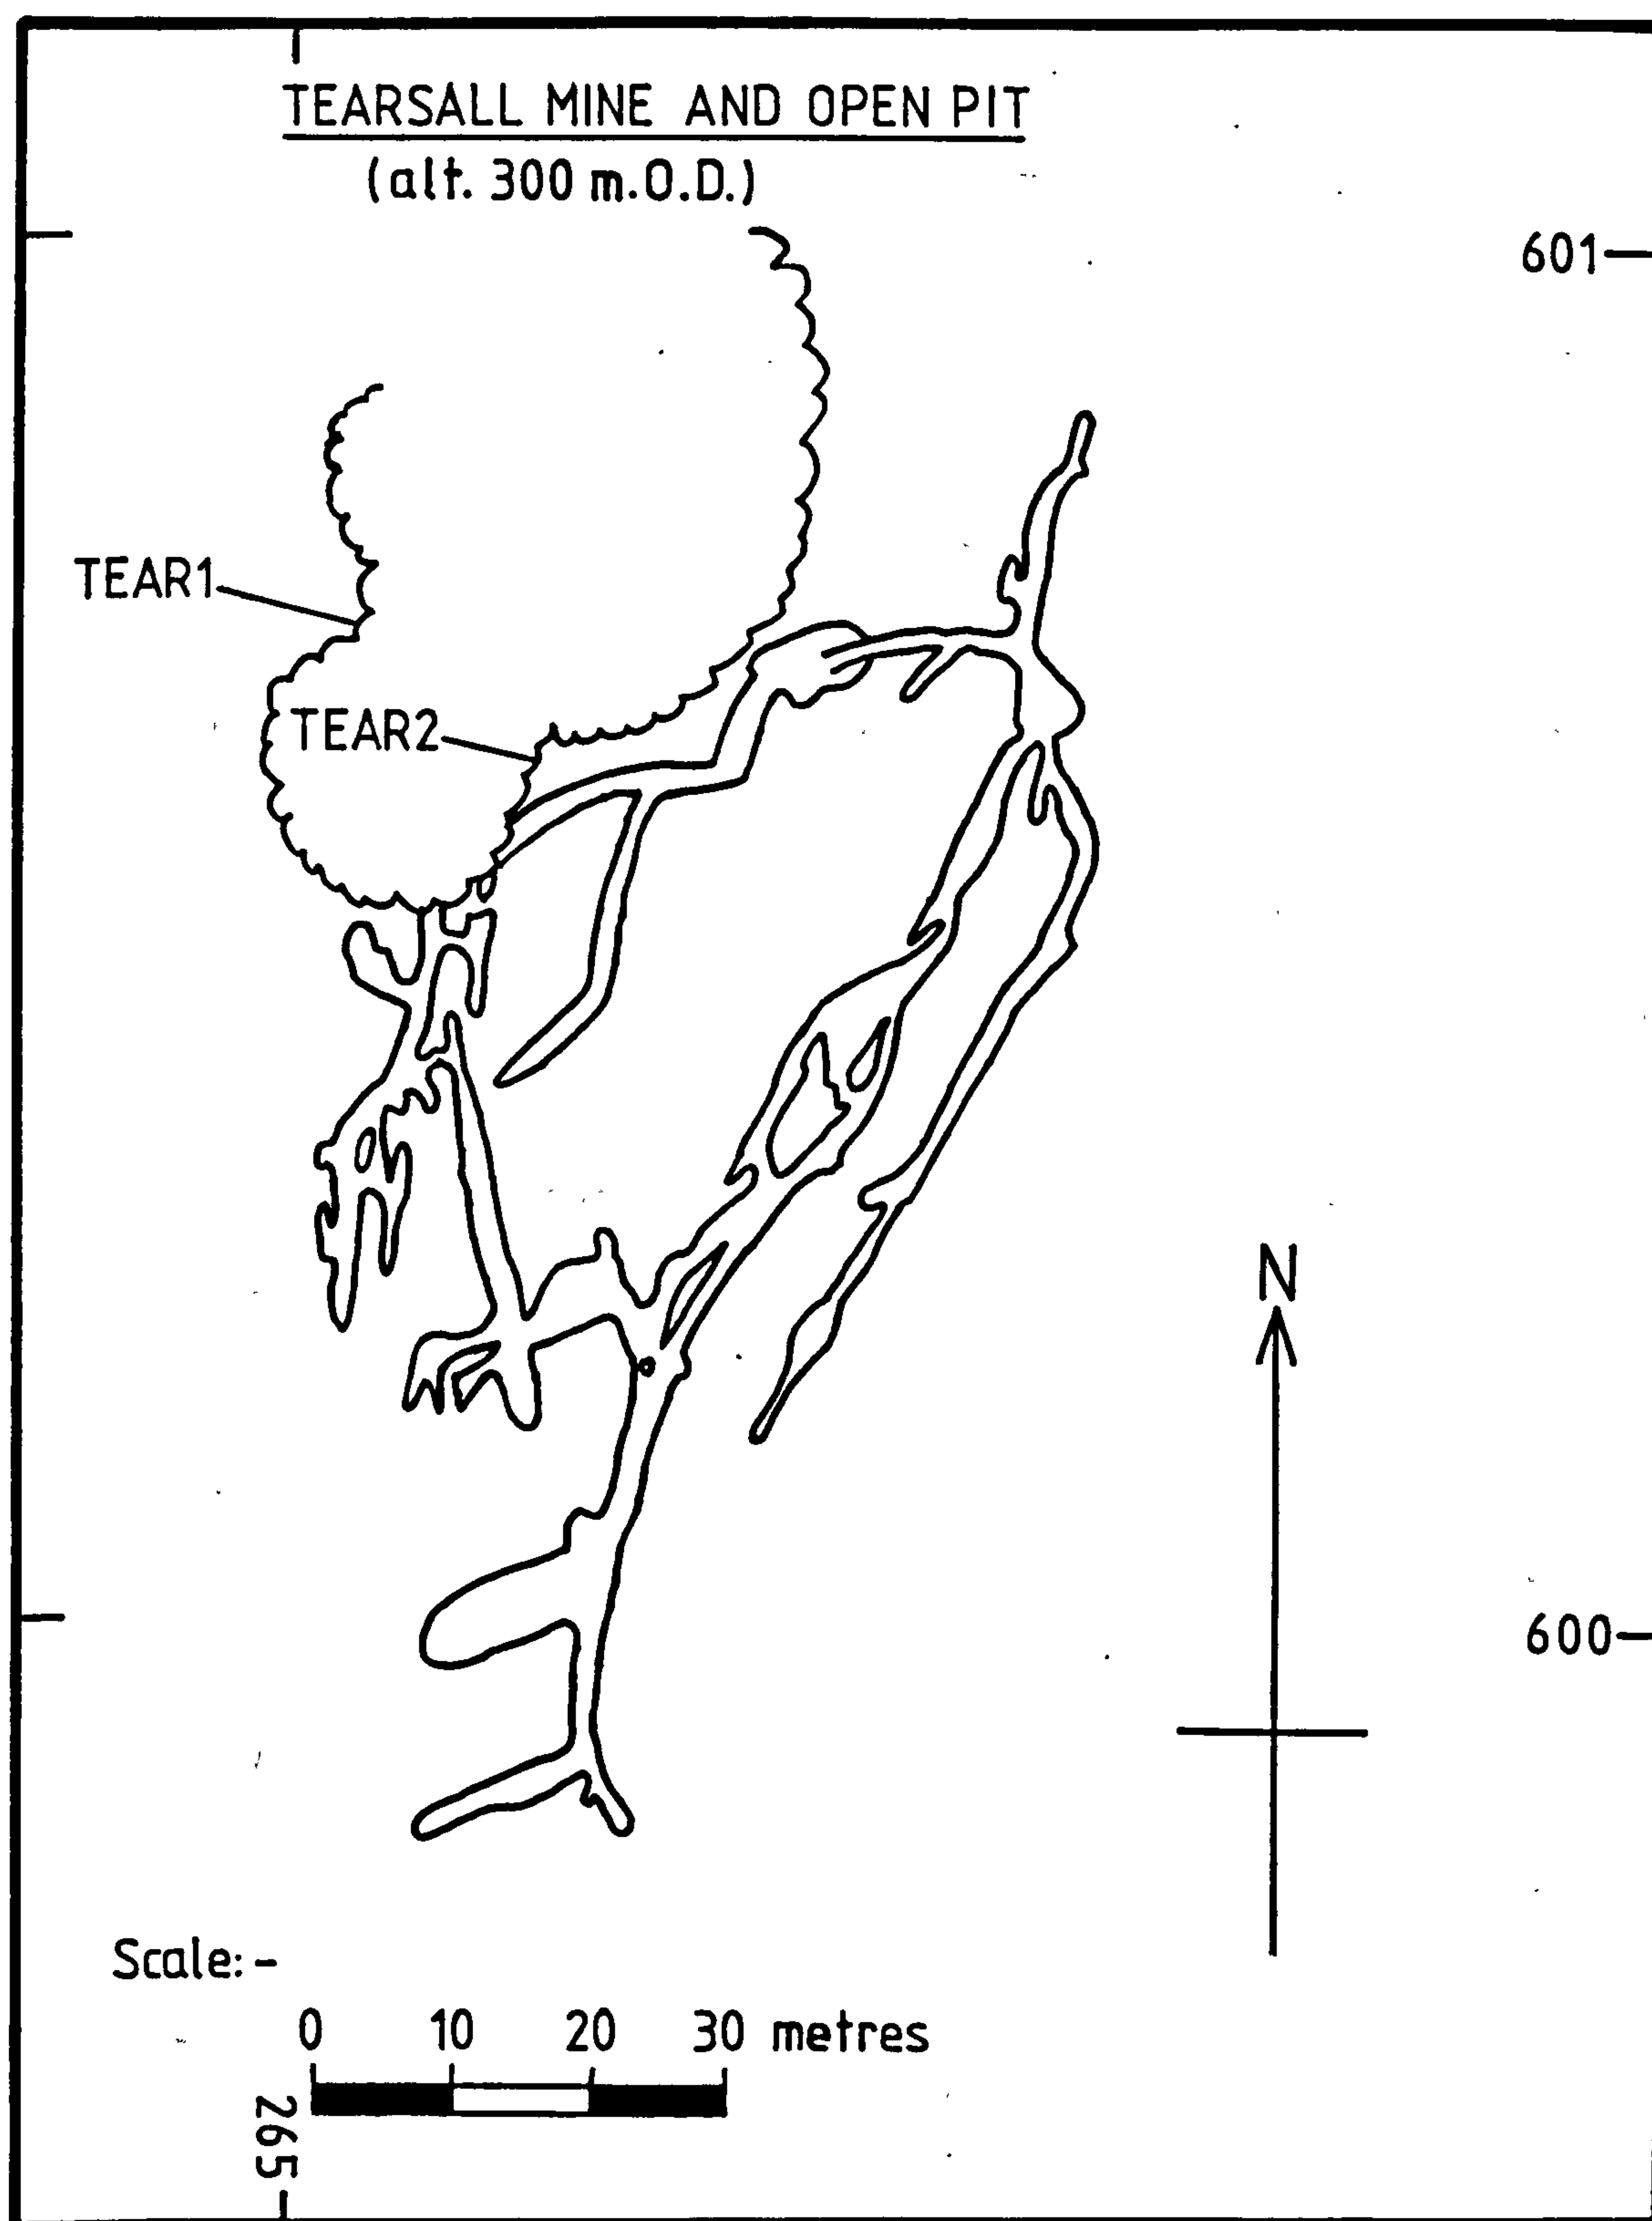 TEARSALL MINE AND OPEN PIT
(alt. 300 m.O.D.)
601
TEAR1
TEAR2
N
600
Scale:-
0 10 20 30 metres
265